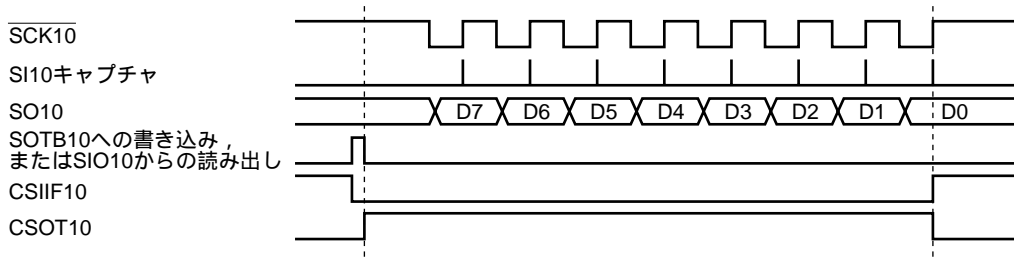 SCK10
SI10キャプチャ
SO10
D7 D6 D5 D4 D3 D2 D1 D0
SOTB10への書き込み，
またはSIO10からの読み出し
CSIIF10
CSOT10